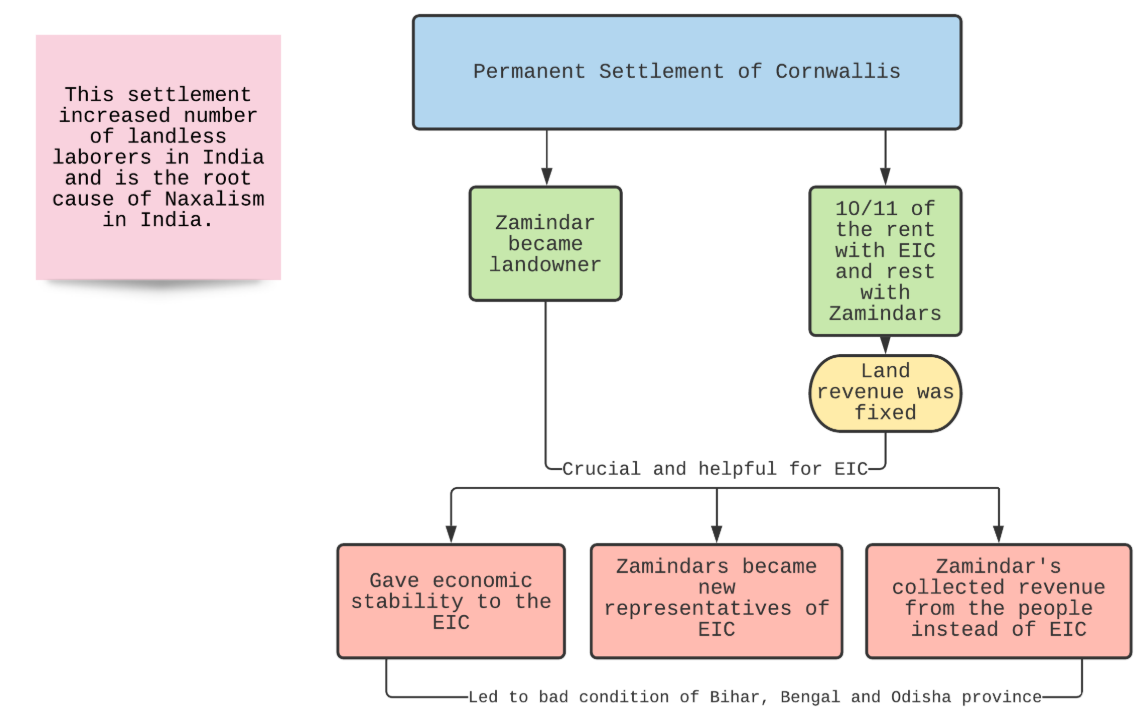 This settlement
increased number
of landless
laborers in India
and is the root
cause of Naxalism
in India.
Permanent Settlement of Cornwallis
Zamindar
became
landowner
10/11 of
the rent
with EIC
and rest
with
Zamindars
Land
revenue was
fixed
Crucial and helpful for EIC
Gave economic
stability to the
EIC
Zamindars became
new
representatives of
EIC
Zamindar's
collected revenue
from the people
instead of EIC
Led to bad condition of Bihar, Bengal and Odisha province